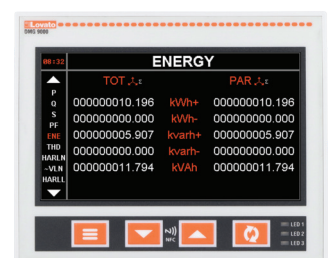 Lovato
DMG 9000
08:32
ENERGY
TOT Σ
PAR Σ
P
Q
S
PF
ENE
THD
HARLN
~VLN
HARLL
000000010.196 kWh+ 000000010.196
000000000.000 kWh- 000000000.000
000000005.907 kvarh+ 000000005.907
000000000.000 kvarh- 000000000.000
000000011.794 kVAh 000000011.794
NFC
LED 1
LED 2
LED 3